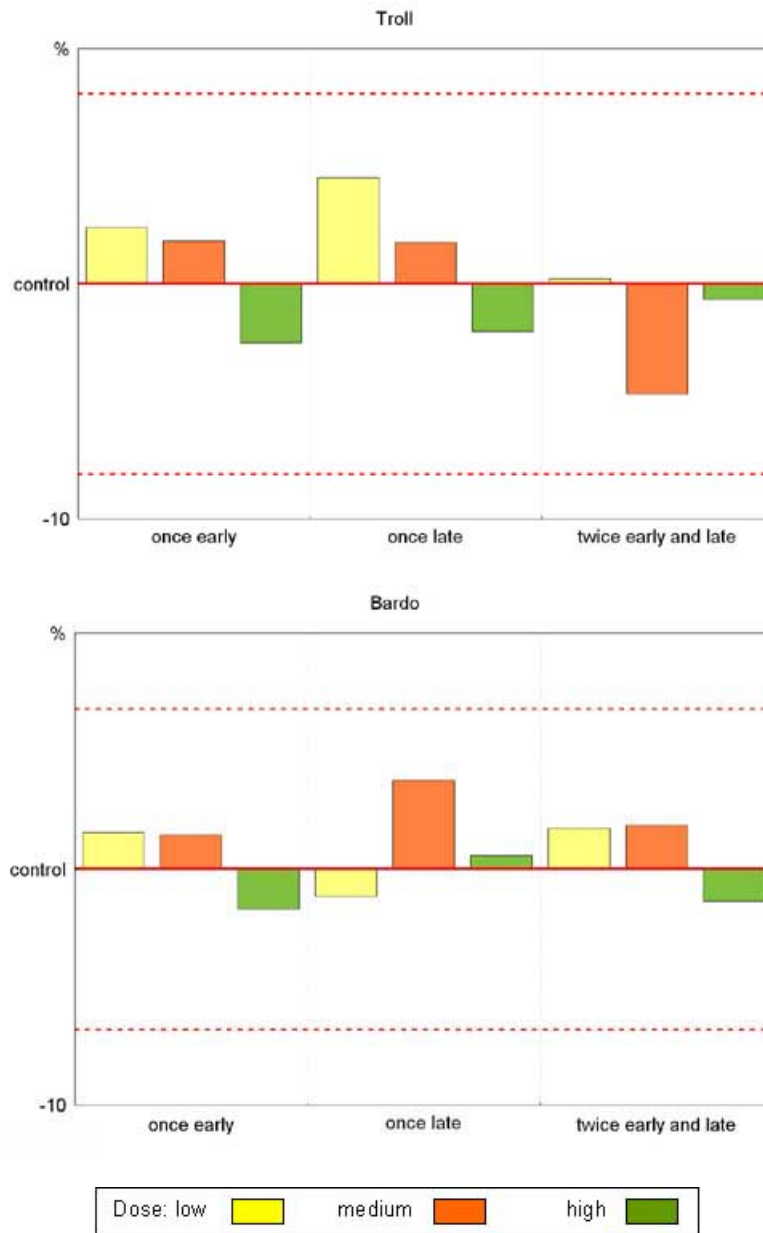 Troll
%
control
-10
once early once late twice early and late
Bardo
%
control
-10
once early once late twice early and late
Dose: low medium high